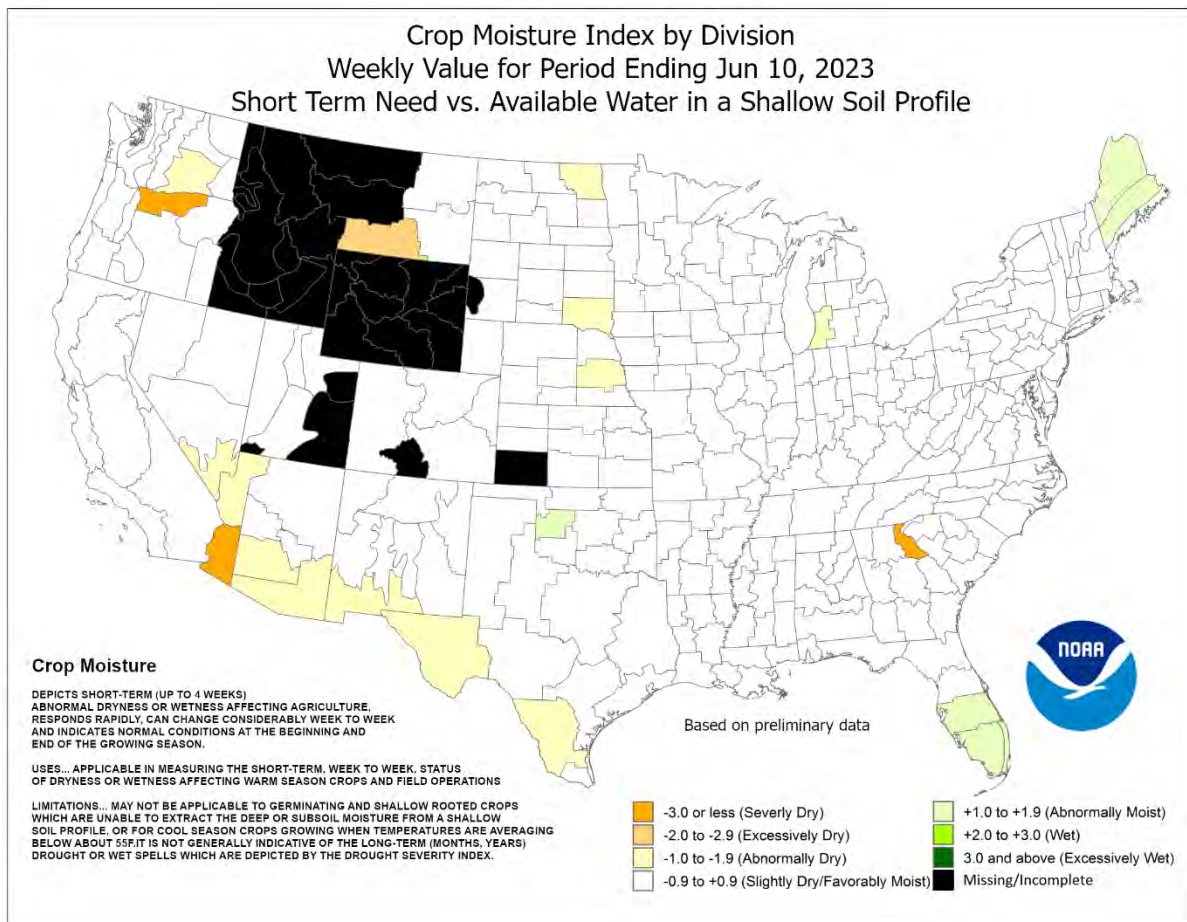 Crop Moisture Index by Division
Weekly Value for Period Ending Jun 10, 2023
Short Term Need vs. Available Water in a Shallow Soil Profile
NOAA
Crop Moisture
DEPICTS SHORT-TERM (UP TO 4 WEEKS)
ABNORMAL DRYNESS OR WETNESS AFFECTING AGRICULTURE,
RESPONDS RAPIDLY, CAN CHANGE CONSIDERABLY WEEK TO WEEK
AND INDICATES NORMAL CONDITIONS AT THE BEGINNING AND
END OF THE GROWING SEASON.
USES... APPLICABLE IN MEASURING THE SHORT-TERM, WEEK TO WEEK, STATUS
OF DRYNESS OR WETNESS AFFECTING WARM SEASON CROPS AND FIELD OPERATIONS
LIMITATIONS... MAY NOT BE APPLICABLE TO GERMINATING AND SHALLOW ROOTED CROPS
WHICH ARE UNABLE TO EXTRACT THE DEEP OR SUBSOIL MOISTURE FROM A SHALLOW
SOIL PROFILE, OR FOR COOL SEASON CROPS GROWING WHEN TEMPERATURES ARE AVERAGING
BELOW ABOUT 55F.IT IS NOT GENERALLY INDICATIVE OF THE LONG-TERM (MONTHS, YEARS)
DROUGHT OR WET SPELLS WHICH ARE DEPICTED BY THE DROUGHT SEVERITY INDEX.
Based on preliminary data
-3.0 or less (Severly Dry)
-2.0 to -2.9 (Excessively Dry)
-1.0 to -1.9 (Abnormally Dry)
-0.9 to +0.9 (Slightly Dry/Favorably Moist)
+1.0 to +1.9 (Abnormally Moist)
+2.0 to +3.0 (Wet)
3.0 and above (Excessively Wet)
Missing/Incomplete